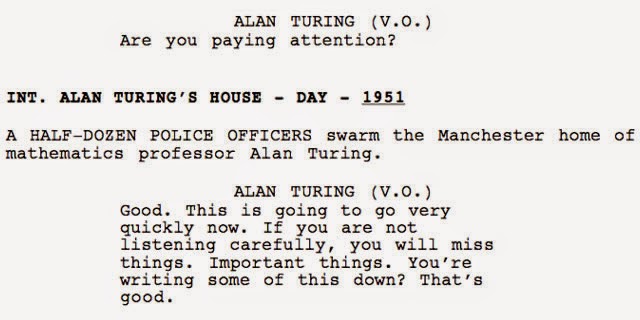 ALAN TURING (V.O.)
Are you paying attention?
INT. ALAN TURING’S HOUSE – DAY – 1951
A HALF–DOZEN POLICE OFFICERS swarm the Manchester home of
mathematics professor Alan Turing.
ALAN TURING (V.O.)
Good. This is going to go very
quickly now. If you are not
listening carefully, you will miss
things. Important things. You’re
writing some of this down? That’s
good.